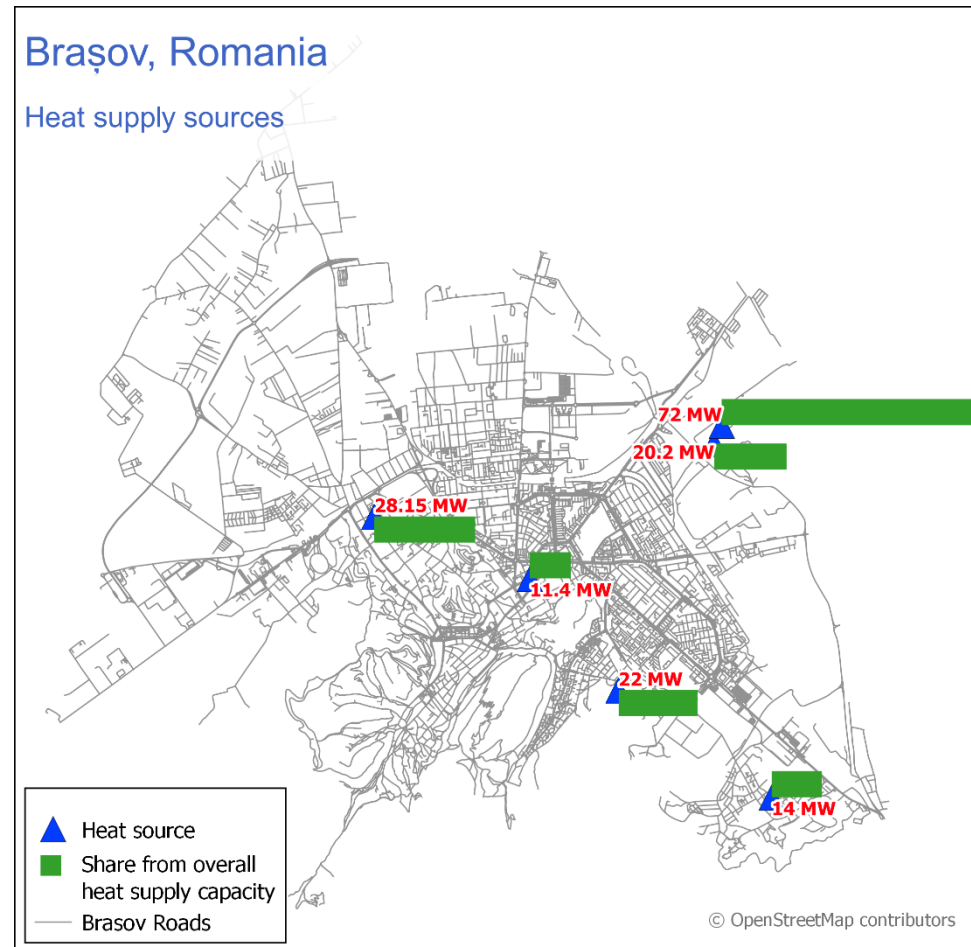 Brașov, Romania
Heat supply sources
72 MW
20.2 MW
28.15 MW
11.4 MW
22 MW
14 MW
Heat source
Share from overall
heat supply capacity
Brasov Roads
© OpenStreetMap contributors